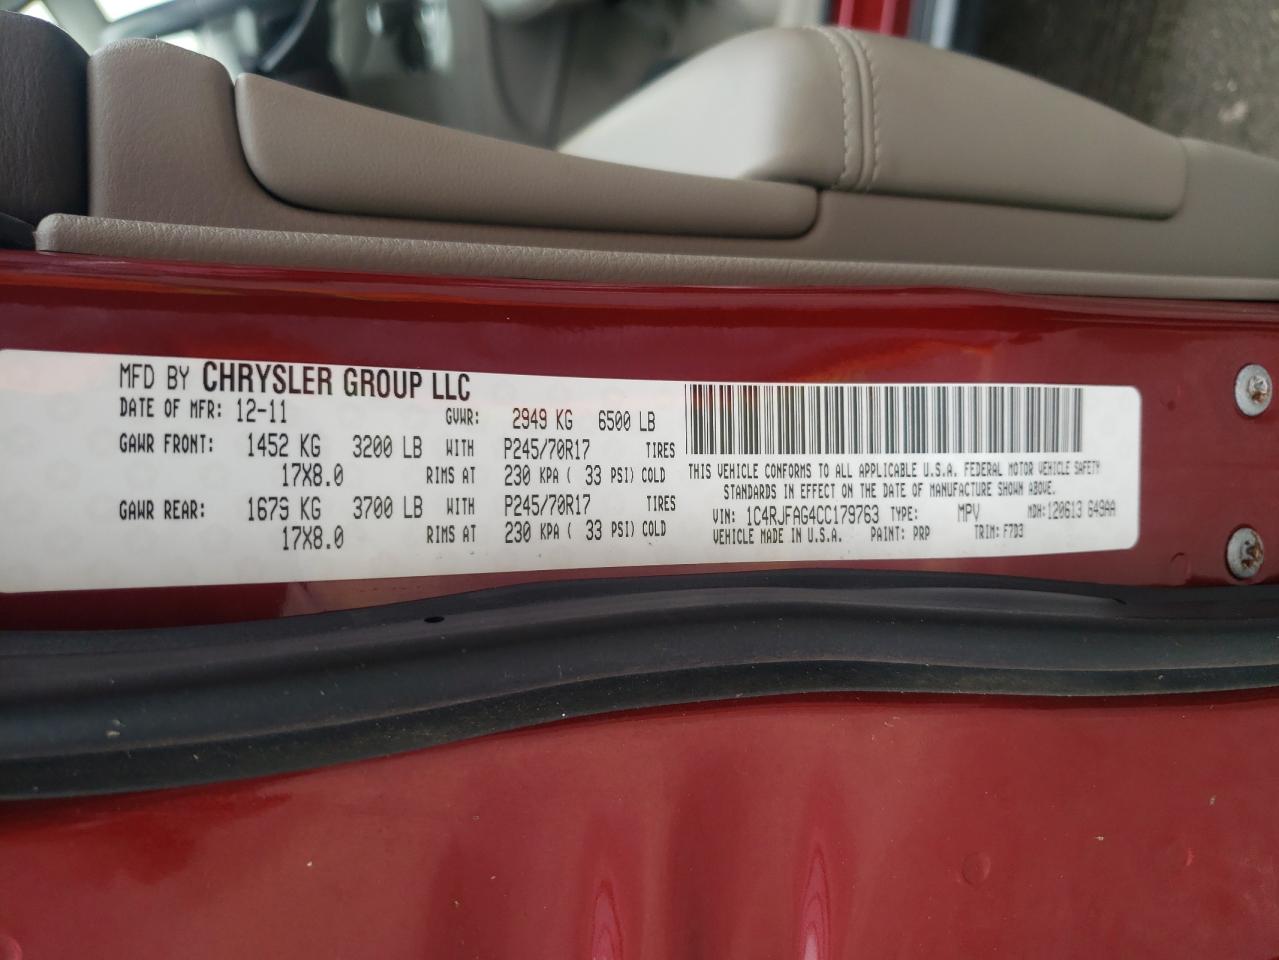 MFD BY CHRYSLER GROUP LLC
DATE OF MFR: 12-11 GVWR: 2949 KG 6500 LB
GAWR FRONT: 1452 KG 3200 LB WITH P245/70R17 TIRES
17X8.0 RIMS AT 230 KPA ( 33 PSI) COLD
GAWR REAR: 1679 KG 3700 LB WITH P245/70R17 TIRES
17X8.0 RIMS AT 230 KPA ( 33 PSI) COLD
THIS VEHICLE CONFORMS TO ALL APPLICABLE U.S.A. FEDERAL MOTOR VEHICLE SAFETY
STANDARDS IN EFFECT ON THE DATE OF MANUFACTURE SHOWN ABOVE.
VIN: 1C4RJFAG4CC179763 TYPE: MPV MDH:120613 649AA
VEHICLE MADE IN U.S.A. PAINT: PRP TRIM: F7D3